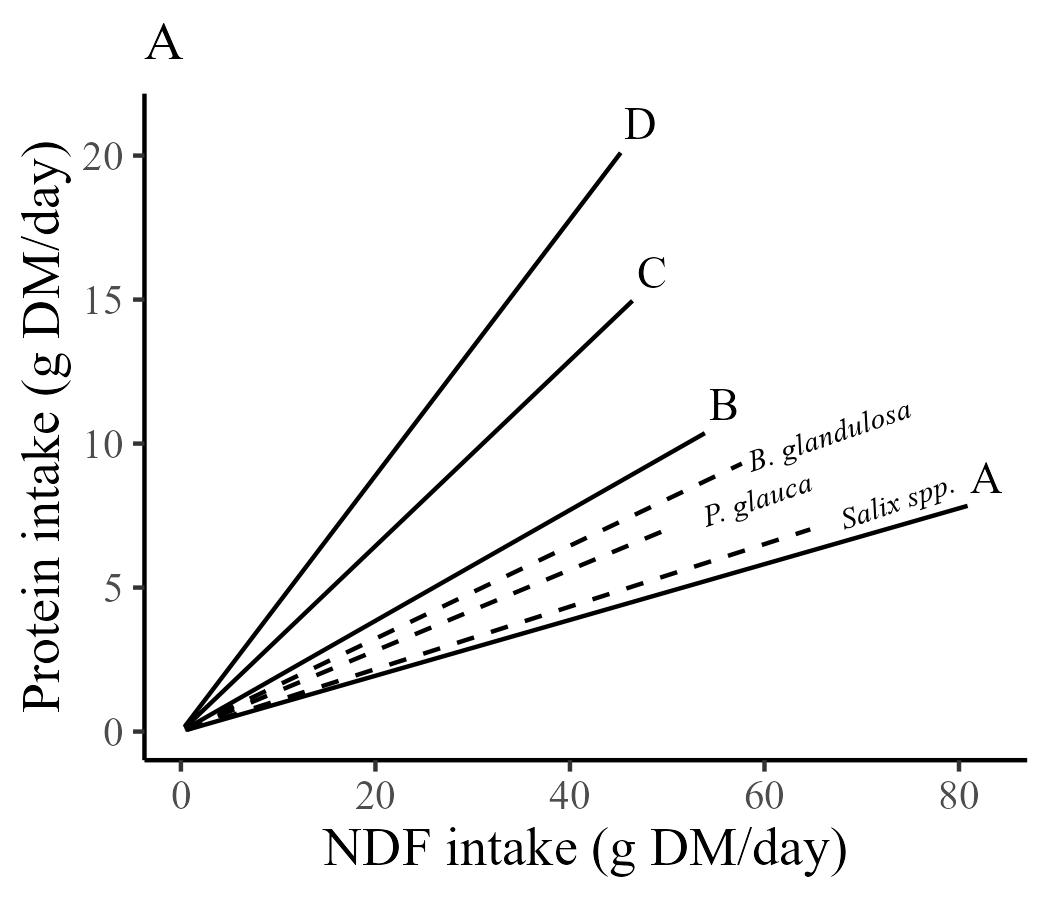 A
Protein intake (g DM/day)
20
15
10
5
0
D
C
B
B. glandulosa
P. glauca
Salix spp.
A
0
20
40
60
80
NDF intake (g DM/day)